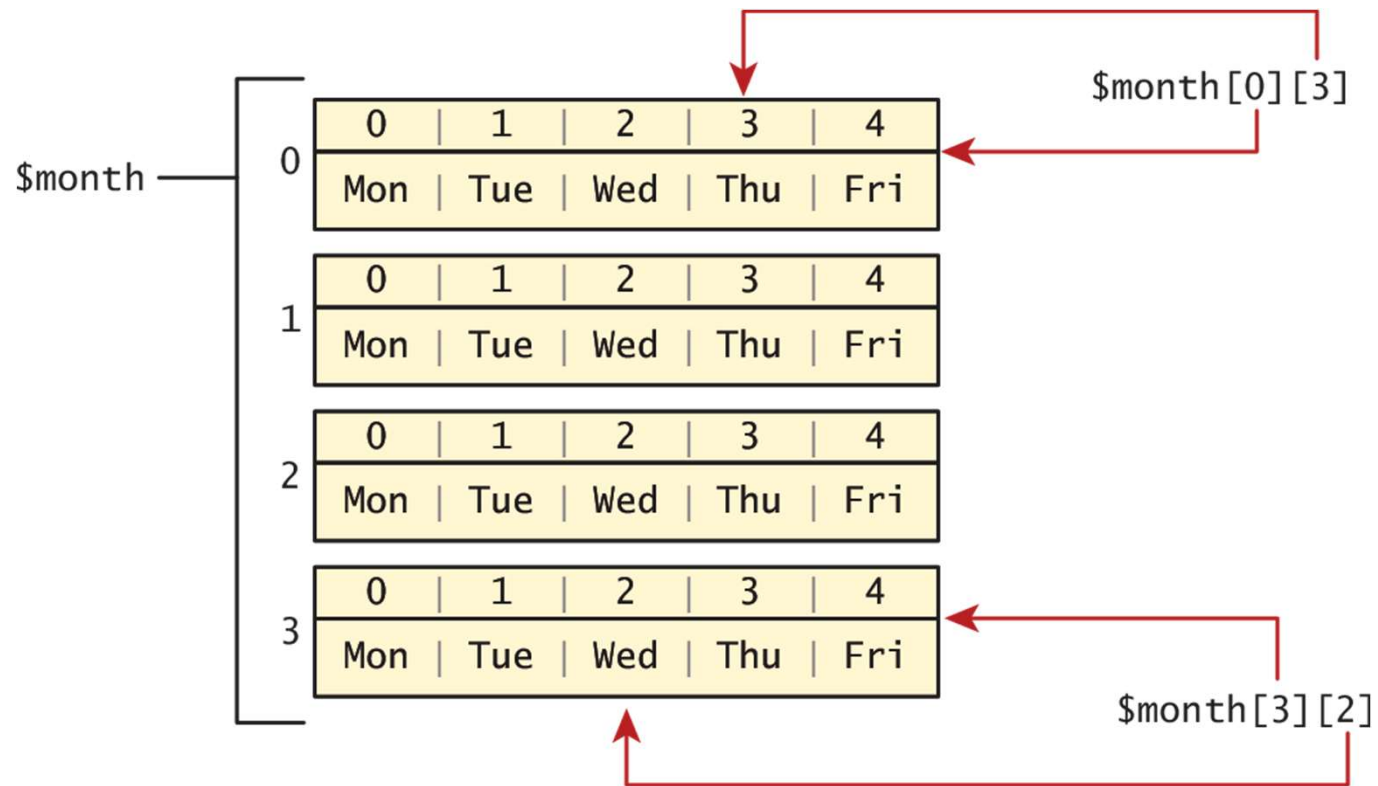 $month[0][3]
0 | 1 | 2 | 3 | 4
0
$month
Mon | Tue | Wed | Thu | Fri
0 | 1 | 2 | 3 | 4
1
Mon | Tue | Wed | Thu | Fri
0 | 1 | 2 | 3 | 4
2
Mon | Tue | Wed | Thu | Fri
0 | 1 | 2 | 3 | 4
3
Mon | Tue | Wed | Thu | Fri
$month[3][2]